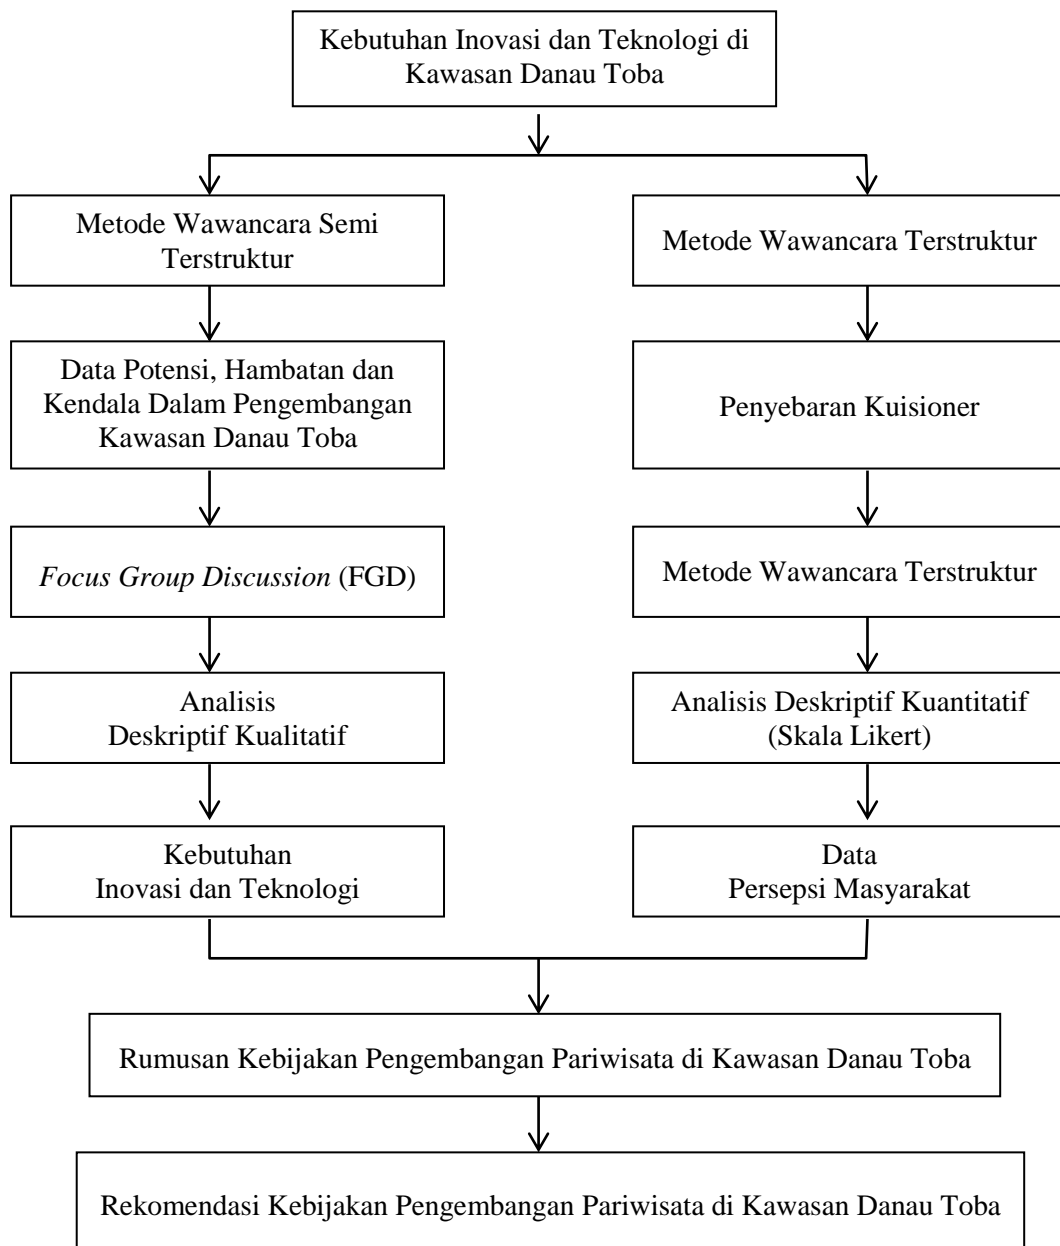 Kebutuhan Inovasi dan Teknologi di
Kawasan Danau Toba
Metode Wawancara Semi
Terstruktur
Metode Wawancara Terstruktur
Data Potensi, Hambatan dan
Kendala Dalam Pengembangan
Kawasan Danau Toba
Penyebaran Kuisioner
Focus Group Discussion (FGD)
Metode Wawancara Terstruktur
Analisis
Deskriptif Kualitatif
Analisis Deskriptif Kuantitatif
(Skala Likert)
Kebutuhan
Inovasi dan Teknologi
Data
Persepsi Masyarakat
Rumusan Kebijakan Pengembangan Pariwisata di Kawasan Danau Toba
Rekomendasi Kebijakan Pengembangan Pariwisata di Kawasan Danau Toba